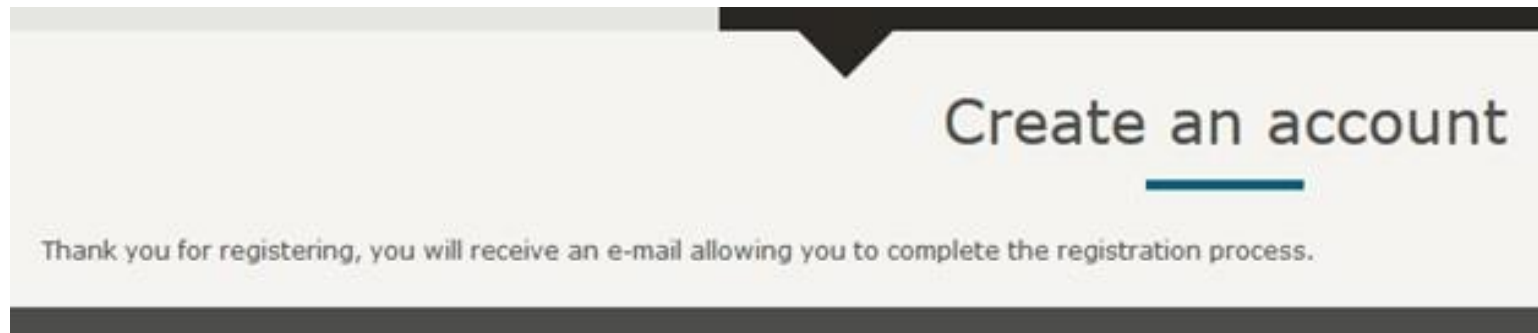 Create an account
Thank you for registering, you will receive an e-mail allowing you to complete the registration process.